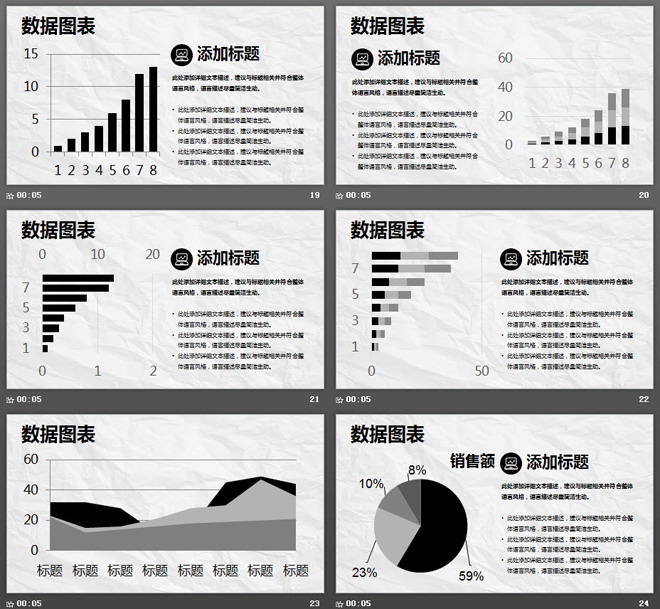 数据图表
15
10
5
0
1 2 3 4 5 6 7 8
添加标题
此处添加详细文本描述，建议与标题相关并符合整
体语言风格，语言描述尽量简洁生动。
• 此处添加详细文本描述，建议与标题相关并符合整
体语言风格，语言描述尽量简洁生动。
• 此处添加详细文本描述，建议与标题相关并符合整
体语言风格，语言描述尽量简洁生动。
• 此处添加详细文本描述，建议与标题相关并符合整
体语言风格，语言描述尽量简洁生动。
00:05
19
数据图表
添加标题
此处添加详细文本描述，建议与标题相关并符合整
体语言风格，语言描述尽量简洁生动。
• 此处添加详细文本描述，建议与标题相关并符合整
体语言风格，语言描述尽量简洁生动。
• 此处添加详细文本描述，建议与标题相关并符合整
体语言风格，语言描述尽量简洁生动。
• 此处添加详细文本描述，建议与标题相关并符合整
体语言风格，语言描述尽量简洁生动。
60
40
20
0
1 2 3 4 5 6 7 8
00:05
20
数据图表
0 10 20
7
5
3
1
0 1 2
添加标题
此处添加详细文本描述，建议与标题相关并符合整
体语言风格，语言描述尽量简洁生动。
• 此处添加详细文本描述，建议与标题相关并符合整
体语言风格，语言描述尽量简洁生动。
• 此处添加详细文本描述，建议与标题相关并符合整
体语言风格，语言描述尽量简洁生动。
• 此处添加详细文本描述，建议与标题相关并符合整
体语言风格，语言描述尽量简洁生动。
00:05
21
数据图表
7
5
3
1
0 50
添加标题
此处添加详细文本描述，建议与标题相关并符合整
体语言风格，语言描述尽量简洁生动。
• 此处添加详细文本描述，建议与标题相关并符合整
体语言风格，语言描述尽量简洁生动。
• 此处添加详细文本描述，建议与标题相关并符合整
体语言风格，语言描述尽量简洁生动。
• 此处添加详细文本描述，建议与标题相关并符合整
体语言风格，语言描述尽量简洁生动。
00:05
22
数据图表
60
40
20
0
标题 标题 标题 标题 标题 标题 标题 标题
00:05
23
数据图表
销售额
8%
10%
23%
59%
添加标题
此处添加详细文本描述，建议与标题相关并符合整
体语言风格，语言描述尽量简洁生动。
• 此处添加详细文本描述，建议与标题相关并符合整
体语言风格，语言描述尽量简洁生动。
• 此处添加详细文本描述，建议与标题相关并符合整
体语言风格，语言描述尽量简洁生动。
• 此处添加详细文本描述，建议与标题相关并符合整
体语言风格，语言描述尽量简洁生动。
00:05
24